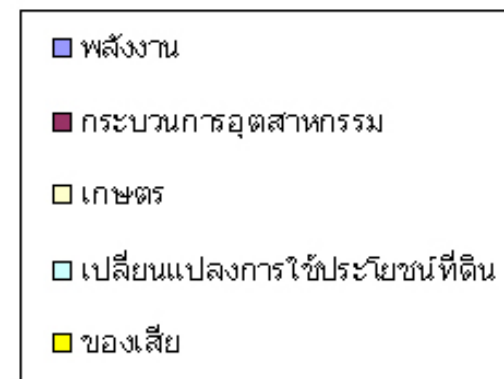 พลังงาน
กระบวนการอุตสาหกรรม
เกษตร
เปลี่ยนแปลงการใช้ประโยชน์ที่ดิน
ของเสีย